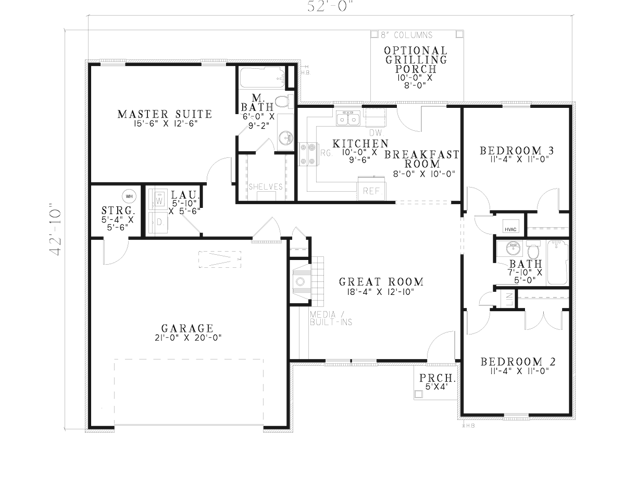 52'-0"
8" COLUMNS
OPTIONAL
GRILLING
PORCH
10'-0" X
8'-0"
MASTER SUITE
15'-6" X 12'-6"
M.
BATH
6'-0" X
9'-2"
SHELVES
KITCHEN
10'-0" X
9'-6"
DW
RG
REF
BREAKFAST
ROOM
8'-0" X 10'-0"
BEDROOM 3
11'-4" X 11'-0"
STRG.
5'-4" X
5'-6"
W
D
LAU.
5'-10"
X 5'-6"
HVAC
42'-10"
BATH
7'-10" X
5'-0"
LIN
GREAT ROOM
18'-4" X 12'-10"
MEDIA /
BUILT-INS
GARAGE
21'-0" X 20'-0"
BEDROOM 2
11'-4" X 11'-0"
PRCH.
5'X4'